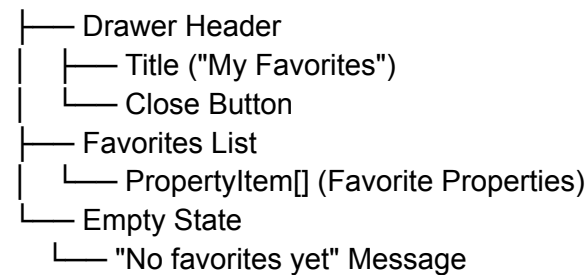 ├── Drawer Header
│   ├── Title ("My Favorites")
│   └── Close Button
├── Favorites List
│   └── PropertyItem[] (Favorite Properties)
└── Empty State
    └── "No favorites yet" Message